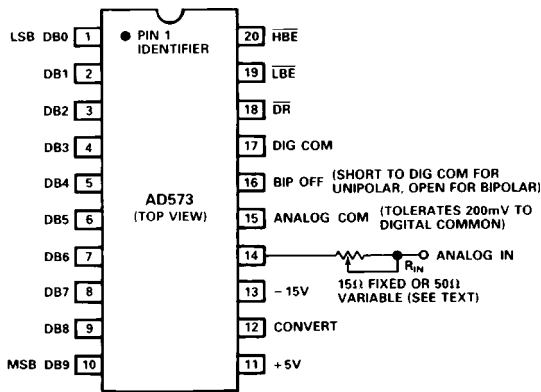 LSB DB0 1
PIN 1
IDENTIFIER
20 HBE
DB1 2
19 LBE
DB2 3
18 DR
DB3 4
17 DIG COM
DB4 5
16 BIP OFF (SHORT TO DIG COM FOR
UNIPOLAR, OPEN FOR BIPOLAR)
AD573
(TOP VIEW)
DB5 6
15 ANALOG COM (TOLERATES 200mV TO
DIGITAL COMMON)
DB6 7
14 ANALOG IN
RIN
15Ω FIXED OR 50Ω
VARIABLE (SEE TEXT)
DB7 8
13 −15V
DB8 9
12 CONVERT
MSB DB9 10
11 +5V